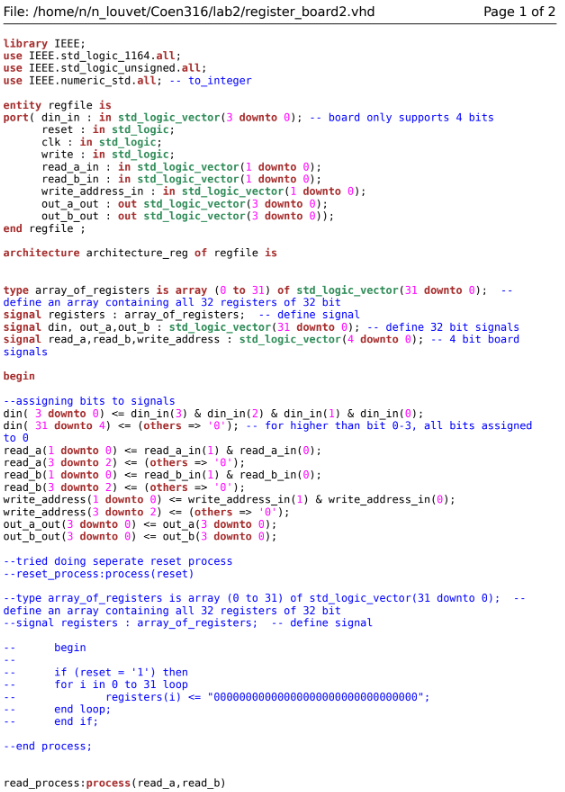 File: /home/n/n_louvet/Coen316/lab2/register_board2.vhd Page 1 of 2
library IEEE;
use IEEE.std_logic_1164.all;
use IEEE.std_logic_unsigned.all;
use IEEE.numeric_std.all; -- to_integer
entity regfile is
port( din_in : in std_logic_vector(3 downto 0); -- board only supports 4 bits
reset : in std_logic;
clk : in std_logic;
write : in std_logic;
read_a_in : in std_logic_vector(1 downto 0);
read_b_in : in std_logic_vector(1 downto 0);
write_address_in : in std_logic_vector(1 downto 0);
out_a_out : out std_logic_vector(3 downto 0);
out_b_out : out std_logic_vector(3 downto 0));
end regfile ;
architecture architecture_reg of regfile is
type array_of_registers is array (0 to 31) of std_logic_vector(31 downto 0);  --
define an array containing all 32 registers of 32 bit
signal registers : array_of_registers;  -- define signal
signal din, out_a,out_b : std_logic_vector(31 downto 0); -- define 32 bit signals
signal read_a,read_b,write_address : std_logic_vector(4 downto 0); -- 4 bit board
signals
begin
--assigning bits to signals
din( 3 downto 0) <= din_in(3) & din_in(2) & din_in(1) & din_in(0);
din( 31 downto 4) <= (others => '0'); -- for higher than bit 0-3, all bits assigned
to 0
read_a(1 downto 0) <= read_a_in(1) & read_a_in(0);
read_a(3 downto 2) <= (others => '0');
read_b(1 downto 0) <= read_b_in(1) & read_b_in(0);
read_b(3 downto 2) <= (others => '0');
write_address(1 downto 0) <= write_address_in(1) & write_address_in(0);
write_address(3 downto 2) <= (others => '0');
out_a_out(3 downto 0) <= out_a(3 downto 0);
out_b_out(3 downto 0) <= out_b(3 downto 0);
--tried doing seperate reset process
--reset_process:process(reset)
--type array_of_registers is array (0 to 31) of std_logic_vector(31 downto 0);  --
define an array containing all 32 registers of 32 bit
--signal registers : array_of_registers;  -- define signal
--      begin
--
--      if (reset = '1') then
--      for i in 0 to 31 loop
--              registers(i) <= "00000000000000000000000000000000";
--      end loop;
--      end if;
--end process;
read_process:process(read_a,read_b)